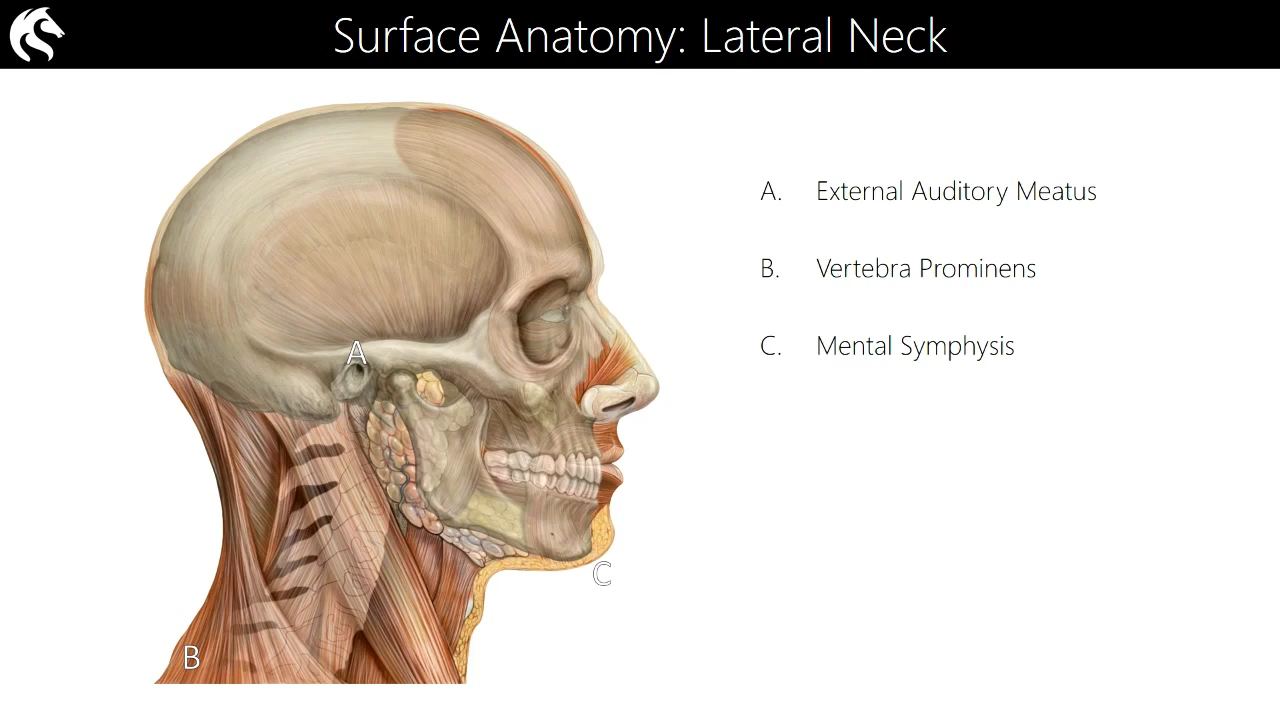 Surface Anatomy: Lateral Neck
A. External Auditory Meatus
B. Vertebra Prominens
C. Mental Symphysis
A
C
B